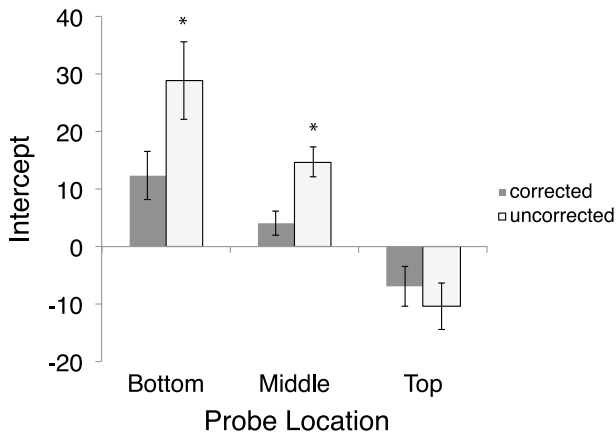 40
30
20
10
0
-10
-20
Intercept
*
*
corrected
uncorrected
Bottom Middle Top
Probe Location